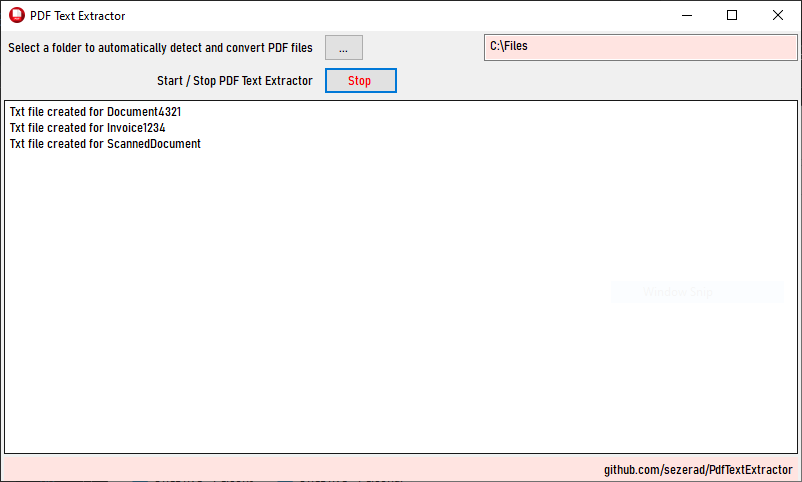 PDF Text Extractor
Select a folder to automatically detect and convert PDF files
...
C:\Files
Start / Stop PDF Text Extractor
Stop
Txt file created for Document4321
Txt file created for Invoice1234
Txt file created for ScannedDocument
Window Snip
github.com/sezerad/PdfTextExtractor